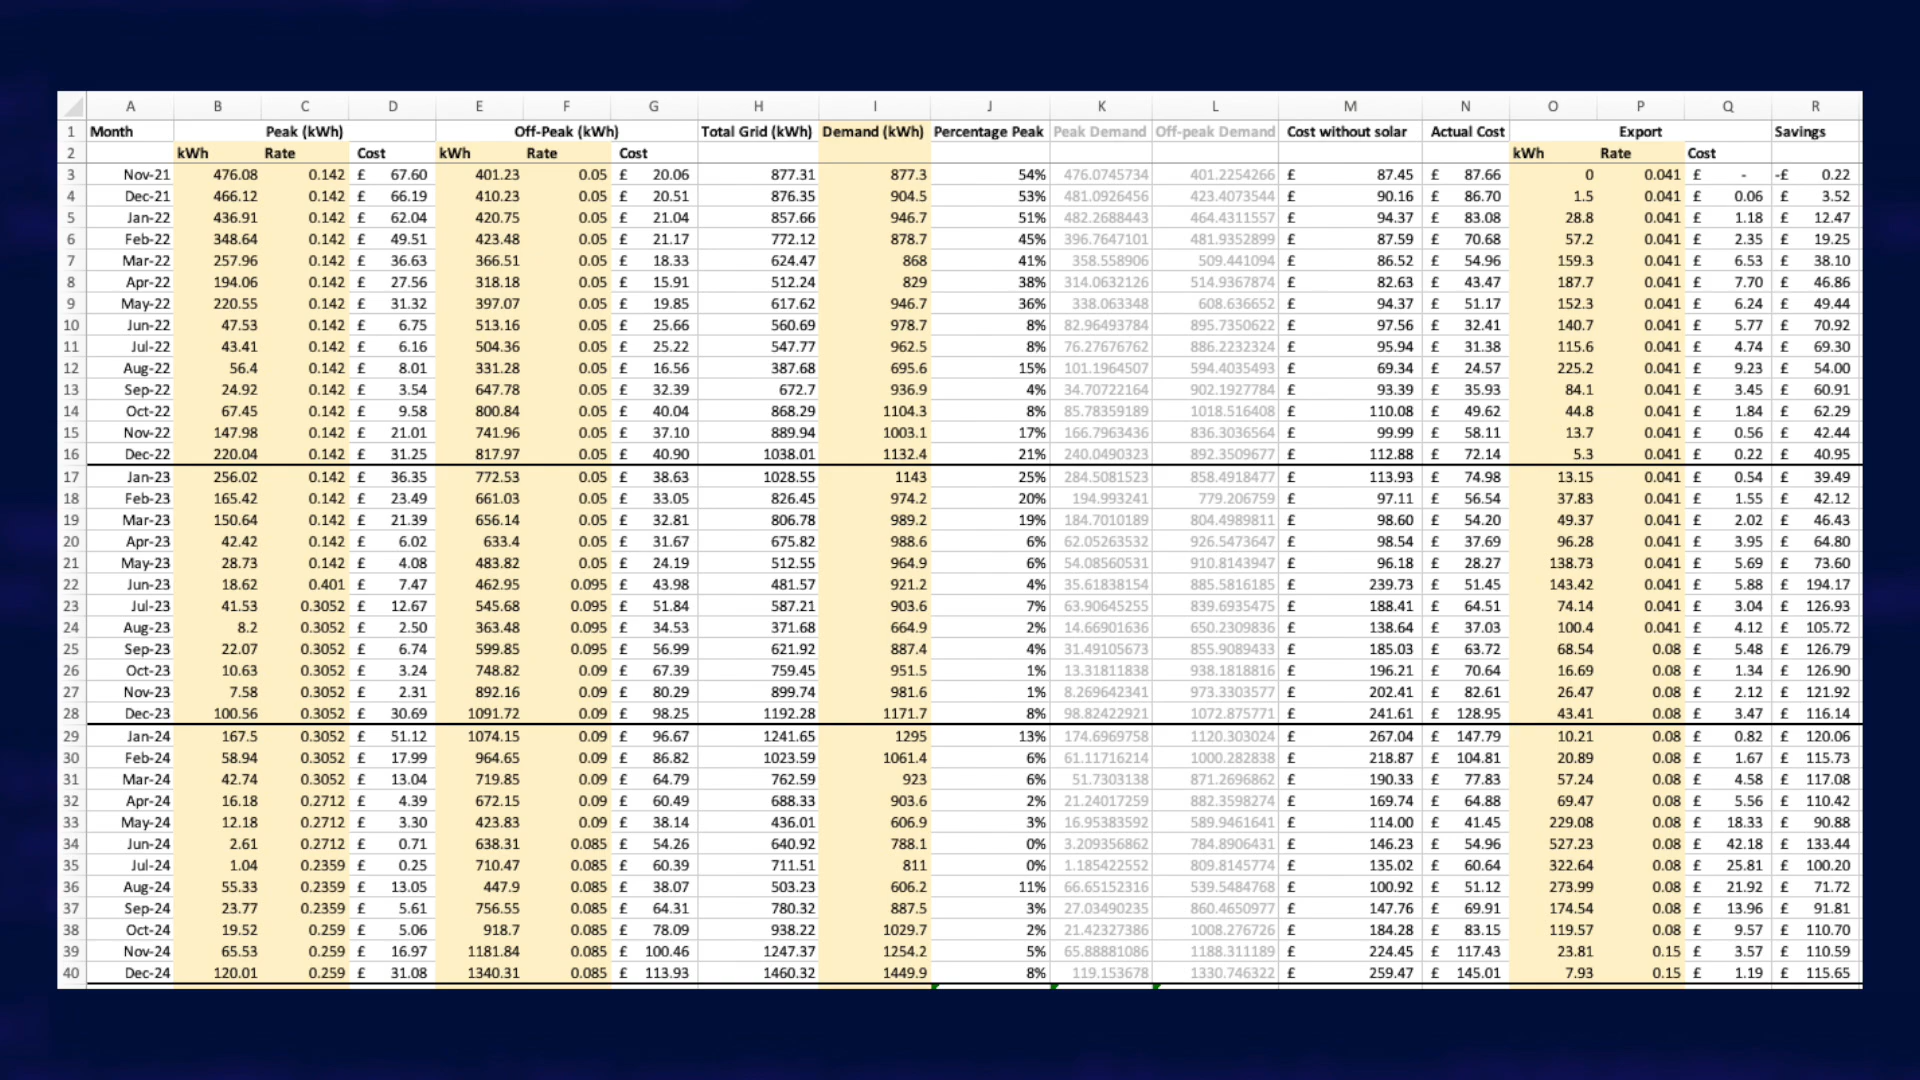 A B C D E F G H I J K L M N O P Q R
1 Month Peak (kWh) Off-Peak (kWh) Total Grid (kWh) Demand (kWh) Percentage Peak Peak Demand Off-peak Demand Cost without solar Actual Cost Export Savings
2 kWh Rate Cost kWh Rate Cost kWh Rate Cost
3 Nov-21 476.08 0.142 £ 67.60 401.23 0.05 £ 20.06 877.31 877.3 54% 476.0745734 401.2254266 £ 87.45 £ 87.66 0 0.041 £ - -£ 0.22
4 Dec-21 466.12 0.142 £ 66.19 410.23 0.05 £ 20.51 876.35 904.5 53% 481.0926456 423.4073544 £ 90.16 £ 86.70 1.5 0.041 £ 0.06 £ 3.52
5 Jan-22 436.91 0.142 £ 62.04 420.75 0.05 £ 21.04 857.66 946.7 51% 482.2688443 464.4311557 £ 94.37 £ 83.08 28.8 0.041 £ 1.18 £ 12.47
6 Feb-22 348.64 0.142 £ 49.51 423.48 0.05 £ 21.17 772.12 878.7 45% 396.7647101 481.9352899 £ 87.59 £ 70.68 57.2 0.041 £ 2.35 £ 19.25
7 Mar-22 257.96 0.142 £ 36.63 366.51 0.05 £ 18.33 624.47 868 41% 358.558906 509.441094 £ 86.52 £ 54.96 159.3 0.041 £ 6.53 £ 38.10
8 Apr-22 194.06 0.142 £ 27.56 318.18 0.05 £ 15.91 512.24 829 38% 314.0632126 514.9367874 £ 82.63 £ 43.47 187.7 0.041 £ 7.70 £ 46.86
9 May-22 220.55 0.142 £ 31.32 397.07 0.05 £ 19.85 617.62 946.7 36% 338.063348 608.636652 £ 94.37 £ 51.17 152.3 0.041 £ 6.24 £ 49.44
10 Jun-22 47.53 0.142 £ 6.75 513.16 0.05 £ 25.66 560.69 978.7 8% 82.96493784 895.7350622 £ 97.56 £ 32.41 140.7 0.041 £ 5.77 £ 70.92
11 Jul-22 43.41 0.142 £ 6.16 504.36 0.05 £ 25.22 547.77 962.5 8% 76.27676762 886.2232324 £ 95.94 £ 31.38 115.6 0.041 £ 4.74 £ 69.30
12 Aug-22 56.4 0.142 £ 8.01 331.28 0.05 £ 16.56 387.68 695.6 15% 101.1964507 594.4035493 £ 69.34 £ 24.57 225.2 0.041 £ 9.23 £ 54.00
13 Sep-22 24.92 0.142 £ 3.54 647.78 0.05 £ 32.39 672.7 936.9 4% 34.70722164 902.1927784 £ 93.39 £ 35.93 84.1 0.041 £ 3.45 £ 60.91
14 Oct-22 67.45 0.142 £ 9.58 800.84 0.05 £ 40.04 868.29 1104.3 8% 85.78359189 1018.516408 £ 110.08 £ 49.62 44.8 0.041 £ 1.84 £ 62.29
15 Nov-22 147.98 0.142 £ 21.01 741.96 0.05 £ 37.10 889.94 1003.1 17% 166.7963436 836.3036564 £ 99.99 £ 58.11 13.7 0.041 £ 0.56 £ 42.44
16 Dec-22 220.04 0.142 £ 31.25 817.97 0.05 £ 40.90 1038.01 1132.4 21% 240.0490323 892.3509677 £ 112.88 £ 72.14 5.3 0.041 £ 0.22 £ 40.95
17 Jan-23 256.02 0.142 £ 36.35 772.53 0.05 £ 38.63 1028.55 1143 25% 284.5081523 858.4918477 £ 113.93 £ 74.98 13.15 0.041 £ 0.54 £ 39.49
18 Feb-23 165.42 0.142 £ 23.49 661.03 0.05 £ 33.05 826.45 974.2 20% 194.993241 779.206759 £ 97.11 £ 56.54 37.83 0.041 £ 1.55 £ 42.12
19 Mar-23 150.64 0.142 £ 21.39 656.14 0.05 £ 32.81 806.78 989.2 19% 184.7010189 804.4989811 £ 98.60 £ 54.20 49.37 0.041 £ 2.02 £ 46.43
20 Apr-23 42.42 0.142 £ 6.02 633.4 0.05 £ 31.67 675.82 988.6 6% 62.05263532 926.5473647 £ 98.54 £ 37.69 96.28 0.041 £ 3.95 £ 64.80
21 May-23 28.73 0.142 £ 4.08 483.82 0.05 £ 24.19 512.55 964.9 6% 54.08560531 910.8143947 £ 96.18 £ 28.27 138.73 0.041 £ 5.69 £ 73.60
22 Jun-23 18.62 0.401 £ 7.47 462.95 0.095 £ 43.98 481.57 921.2 4% 35.61838154 885.5816185 £ 239.73 £ 51.45 143.42 0.041 £ 5.88 £ 194.17
23 Jul-23 41.53 0.3052 £ 12.67 545.68 0.095 £ 51.84 587.21 903.6 7% 63.90645255 839.6935475 £ 188.41 £ 64.51 74.14 0.041 £ 3.04 £ 126.93
24 Aug-23 8.2 0.3052 £ 2.50 363.48 0.095 £ 34.53 371.68 664.9 2% 14.66901636 650.2309836 £ 138.64 £ 37.03 100.4 0.041 £ 4.12 £ 105.72
25 Sep-23 22.07 0.3052 £ 6.74 599.85 0.095 £ 56.99 621.92 887.4 4% 31.49105673 855.9089433 £ 185.03 £ 63.72 68.54 0.08 £ 5.48 £ 126.79
26 Oct-23 10.63 0.3052 £ 3.24 748.82 0.09 £ 67.39 759.45 951.5 1% 13.31811838 938.1818816 £ 196.21 £ 70.64 16.69 0.08 £ 1.34 £ 126.90
27 Nov-23 7.58 0.3052 £ 2.31 892.16 0.09 £ 80.29 899.74 981.6 1% 8.269642341 973.3303577 £ 202.41 £ 82.61 26.47 0.08 £ 2.12 £ 121.92
28 Dec-23 100.56 0.3052 £ 30.69 1091.72 0.09 £ 98.25 1192.28 1171.7 8% 98.82422921 1072.875771 £ 241.61 £ 128.95 43.41 0.08 £ 3.47 £ 116.14
29 Jan-24 167.5 0.3052 £ 51.12 1074.15 0.09 £ 96.67 1241.65 1295 13% 174.6969758 1120.303024 £ 267.04 £ 147.79 10.21 0.08 £ 0.82 £ 120.06
30 Feb-24 58.94 0.3052 £ 17.99 964.65 0.09 £ 86.82 1023.59 1061.4 6% 61.11716214 1000.282838 £ 218.87 £ 104.81 20.89 0.08 £ 1.67 £ 115.73
31 Mar-24 42.74 0.3052 £ 13.04 719.85 0.09 £ 64.79 762.59 923 6% 51.7303138 871.2696862 £ 190.33 £ 77.83 57.24 0.08 £ 4.58 £ 117.08
32 Apr-24 16.18 0.2712 £ 4.39 672.15 0.09 £ 60.49 688.33 903.6 2% 21.24017259 882.3598274 £ 169.74 £ 64.88 69.47 0.08 £ 5.56 £ 110.42
33 May-24 12.18 0.2712 £ 3.30 423.83 0.09 £ 38.14 436.01 606.9 3% 16.95383592 589.9461641 £ 114.00 £ 41.45 229.08 0.08 £ 18.33 £ 90.88
34 Jun-24 2.61 0.2712 £ 0.71 638.31 0.085 £ 54.26 640.92 788.1 0% 3.209356862 784.8906431 £ 146.23 £ 54.96 527.23 0.08 £ 42.18 £ 133.44
35 Jul-24 1.04 0.2359 £ 0.25 710.47 0.085 £ 60.39 711.51 811 0% 1.185422552 809.8145774 £ 135.02 £ 60.64 322.64 0.08 £ 25.81 £ 100.20
36 Aug-24 55.33 0.2359 £ 13.05 447.9 0.085 £ 38.07 503.23 606.2 11% 66.65152316 539.5484768 £ 100.92 £ 51.12 273.99 0.08 £ 21.92 £ 71.72
37 Sep-24 23.77 0.2359 £ 5.61 756.55 0.085 £ 64.31 780.32 887.5 3% 27.03490235 860.4650977 £ 147.76 £ 69.91 174.54 0.08 £ 13.96 £ 91.81
38 Oct-24 19.52 0.259 £ 5.06 918.7 0.085 £ 78.09 938.22 1029.7 2% 21.42327386 1008.276726 £ 184.28 £ 83.15 119.57 0.08 £ 9.57 £ 110.70
39 Nov-24 65.53 0.259 £ 16.97 1181.84 0.085 £ 100.46 1247.37 1254.2 5% 65.88881086 1188.311189 £ 224.45 £ 117.43 23.81 0.15 £ 3.57 £ 110.59
40 Dec-24 120.01 0.259 £ 31.08 1340.31 0.085 £ 113.93 1460.32 1449.9 8% 119.153678 1330.746322 £ 259.47 £ 145.01 7.93 0.15 £ 1.19 £ 115.65